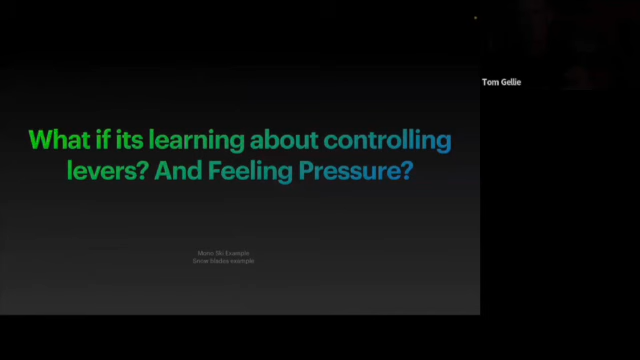 What if its learning about controlling
levers? And Feeling Pressure?
Mono Ski Example
Snow blades example
Tom Gellie